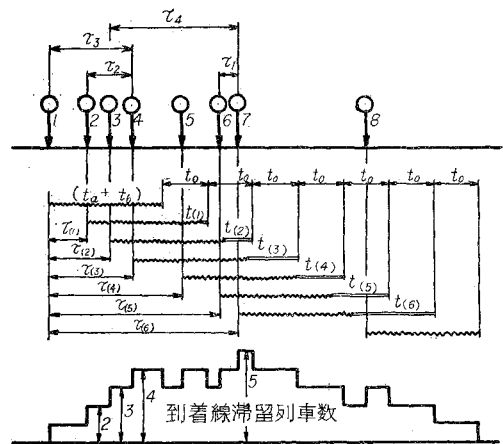 τ4
τ3
τ2
τ1
1 2 3 4 5 6 7 8
t0 t0 t0 t0 t0 t0 t0
(ta + tb)
t(1)
τ(1)
t(2)
τ(2)
t(3)
τ(3)
t(4)
τ(4)
t(5)
τ(5)
t(6)
τ(6)
2 3 4 到着線滞留列車数 5